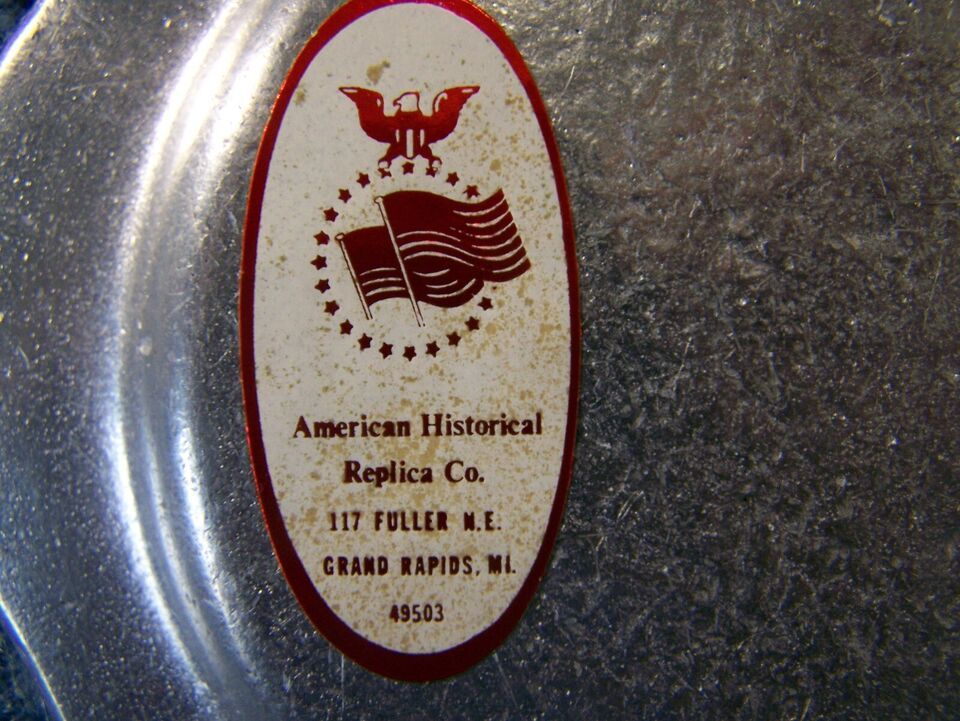 American Historical
Replica Co.
117 FULLER N.E.
GRAND RAPIDS, MI.
49503